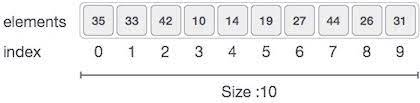 elements 35 33 42 10 14 19 27 44 26 31
index 0 1 2 3 4 5 6 7 8 9
Size :10